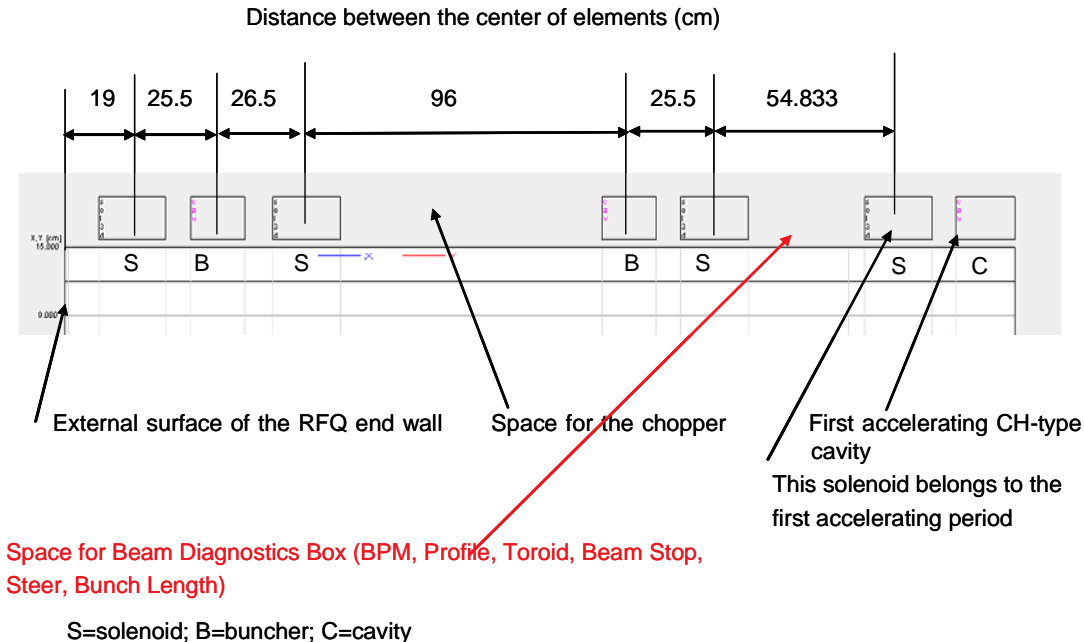 Distance between the center of elements (cm)
19 25.5 26.5 96 25.5 54.833
X, Y [cm]
15.000
S B S X B S S C
0.000
External surface of the RFQ end wall
Space for the chopper
First accelerating CH-type
cavity
This solenoid belongs to the
first accelerating period
Space for Beam Diagnostics Box (BPM, Profile, Toroid, Beam Stop,
Steer, Bunch Length)
S=solenoid; B=buncher; C=cavity